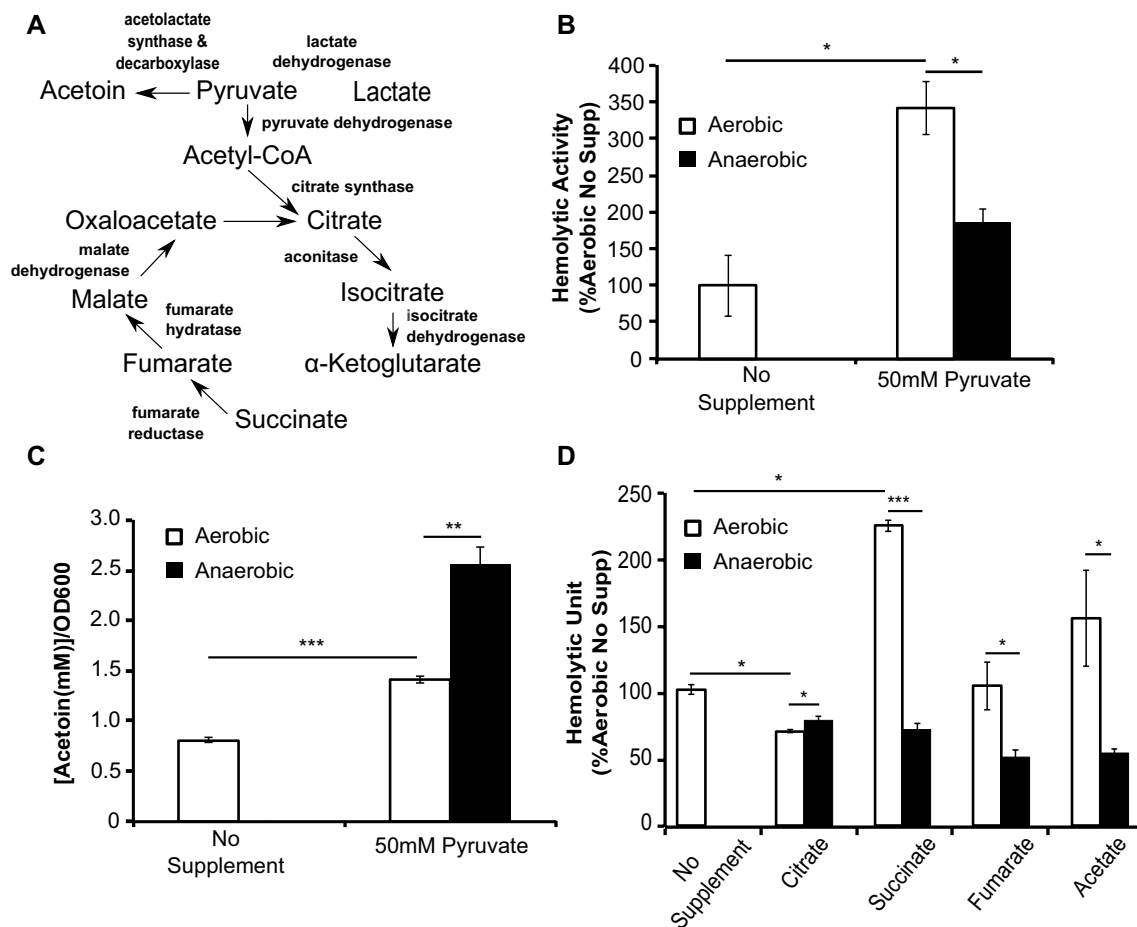 A
acetolactate
synthase &
decarboxylase
lactate
dehydrogenase
Acetoin
Pyruvate
Lactate
pyruvate dehydrogenase
Acetyl-CoA
citrate synthase
Oxaloacetate
Citrate
malate
dehydrogenase
aconitase
Malate
Isocitrate
fumarate
hydratase
isocitrate
dehydrogenase
Fumarate
α-Ketoglutarate
fumarate
reductase
Succinate
B
Hemolytic Activity
(%Aerobic No Supp)
400
350
300
250
200
150
100
50
0
Aerobic
Anaerobic
*
*
No
Supplement
50mM Pyruvate
C
[Acetoin(mM)]/OD600
3.0
2.5
2.0
1.5
1.0
0.5
0
Aerobic
Anaerobic
***
**
No
Supplement
50mM Pyruvate
D
Hemolytic Unit
(%Aerobic No Supp)
250
200
150
100
50
0
Aerobic
Anaerobic
*
***
*
*
*
*
No
Supplement
Citrate
Succinate
Fumarate
Acetate